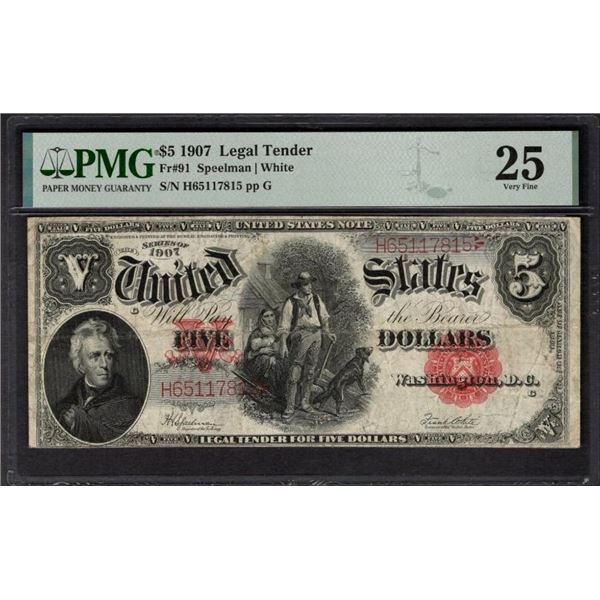 PMG
PAPER MONEY GUARANTY
$5 1907 Legal Tender
Fr#91 Speelman | White
S/N H65117815 pp G
25
Very Fine
UNITED STATES NOTE
SERIES OF
1907
H65117815
V
United States
5
Will Pay the Bearer
FIVE V DOLLARS
H6511781
Washington, D.C.
G
G
LEGAL TENDER FOR FIVE DOLLARS